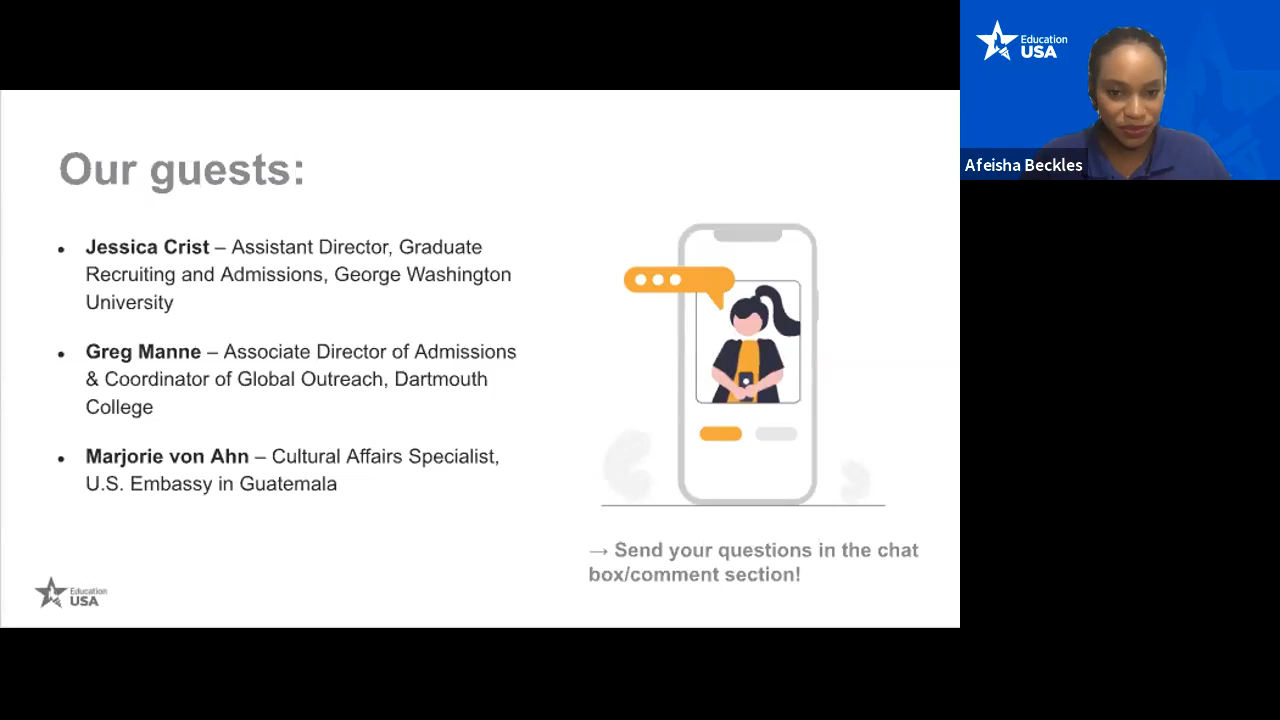 Our guests:
• Jessica Crist – Assistant Director, Graduate
Recruiting and Admissions, George Washington
University
• Greg Manne – Associate Director of Admissions
& Coordinator of Global Outreach, Dartmouth
College
• Marjorie von Ahn – Cultural Affairs Specialist,
U.S. Embassy in Guatemala
→ Send your questions in the chat
box/comment section!
Education
USA
Education
USA
Afeisha Beckles